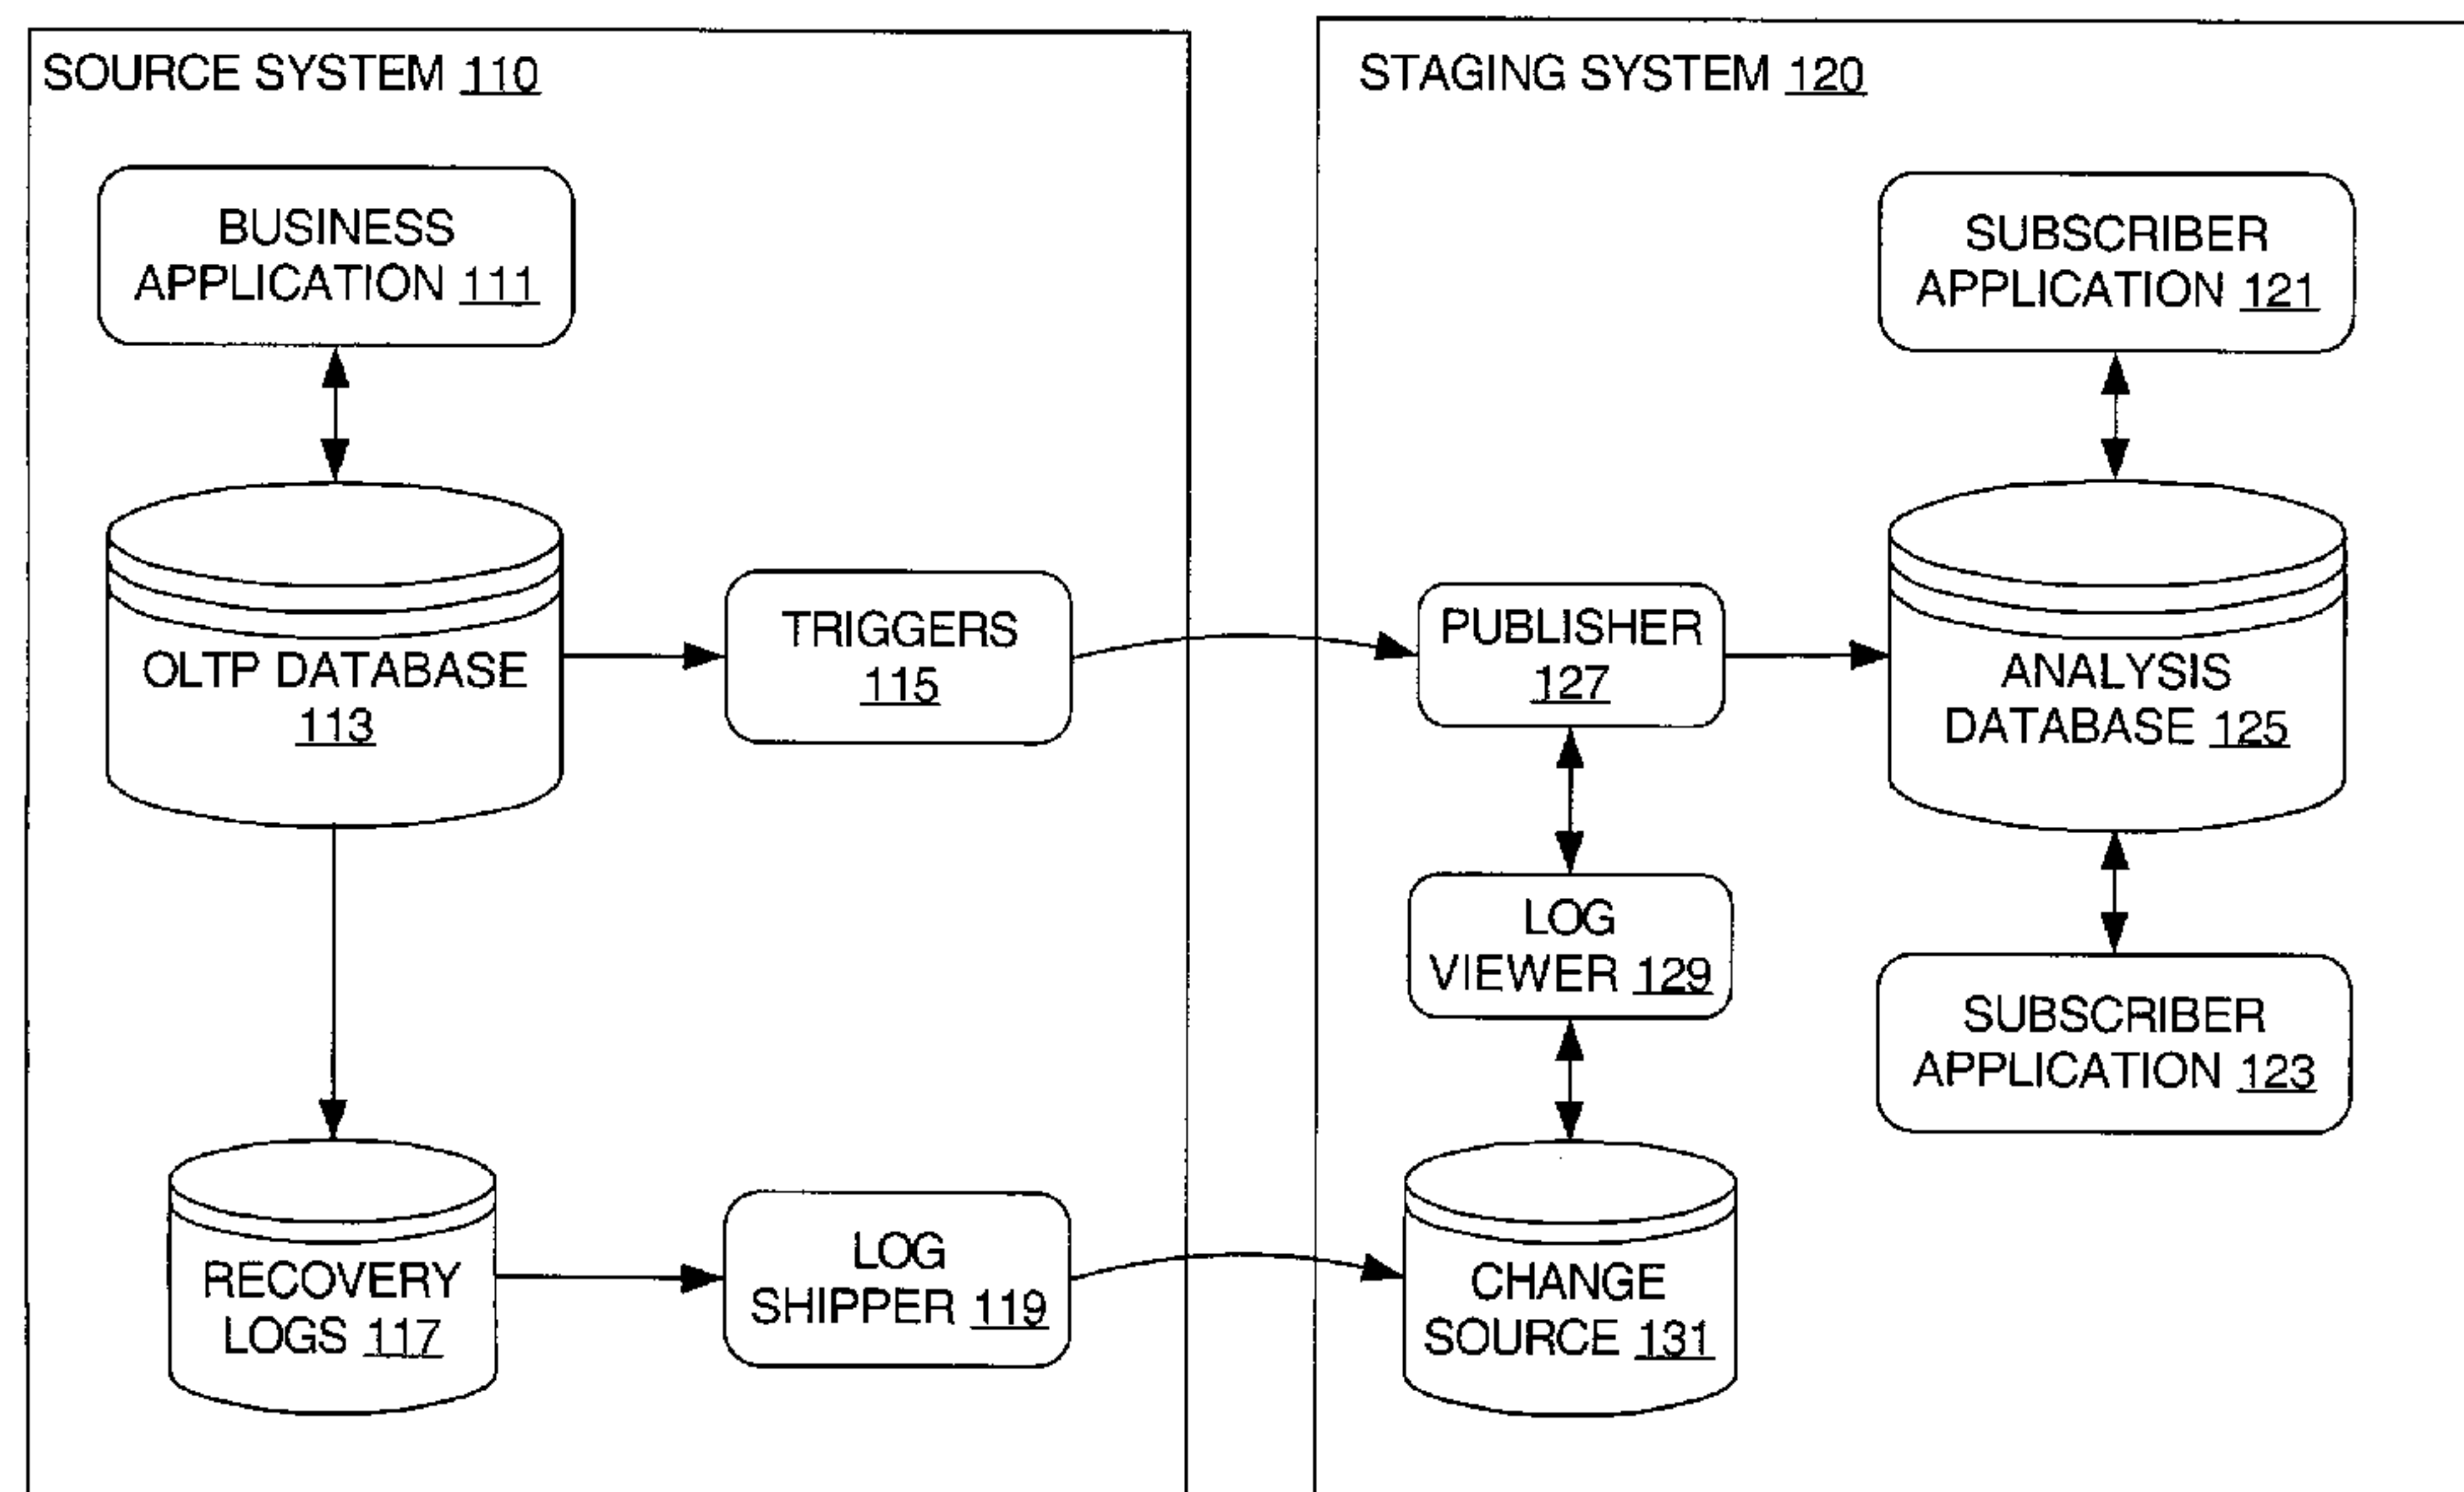 SOURCE SYSTEM 110
BUSINESS
APPLICATION 111
OLTP DATABASE
113
TRIGGERS
115
RECOVERY
LOGS 117
LOG
SHIPPER 119
STAGING SYSTEM 120
SUBSCRIBER
APPLICATION 121
PUBLISHER
127
ANALYSIS
DATABASE 125
LOG
VIEWER 129
SUBSCRIBER
APPLICATION 123
CHANGE
SOURCE 131